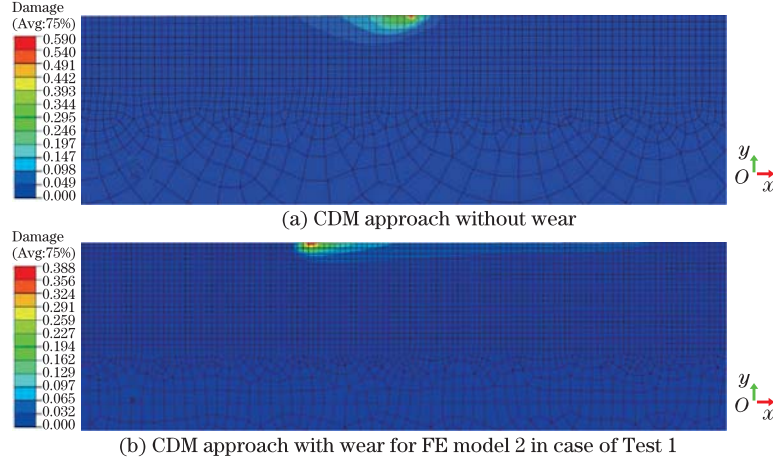 Damage
(Avg:75%)
0.590
0.540
0.491
0.442
0.393
0.344
0.295
0.246
0.197
0.147
0.098
0.049
0.000
y
O x
(a) CDM approach without wear
Damage
(Avg:75%)
0.388
0.356
0.324
0.291
0.259
0.227
0.194
0.162
0.129
0.097
0.065
0.032
0.000
y
O x
(b) CDM approach with wear for FE model 2 in case of Test 1